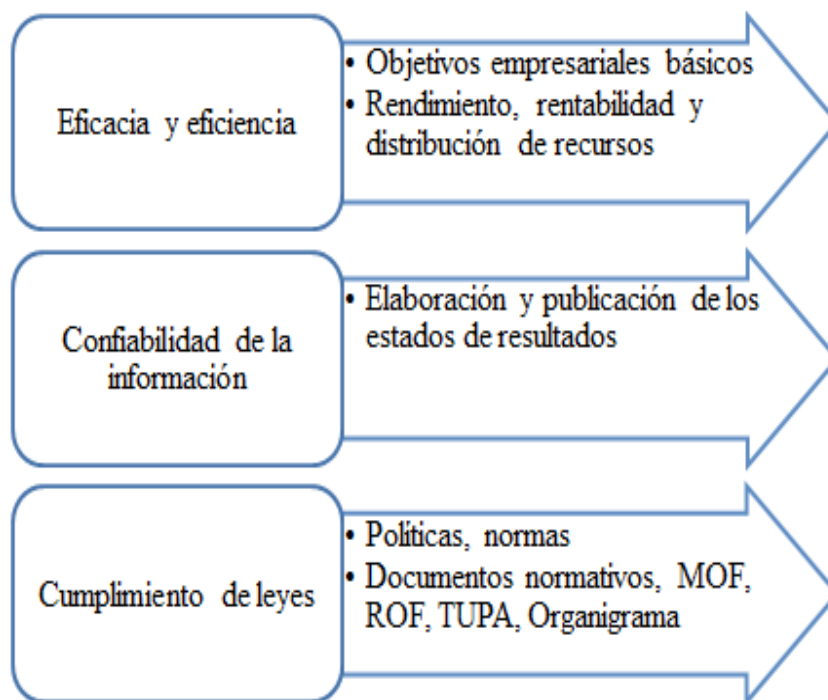 Eficacia y eficiencia
• Objetivos empresariales básicos
• Rendimiento, rentabilidad y
distribución de recursos
Confiabilidad de la
información
• Elaboración y publicación de los
estados de resultados
Cumplimiento de leyes
• Políticas, normas
• Documentos normativos, MOF,
ROF, TUPA, Organigrama